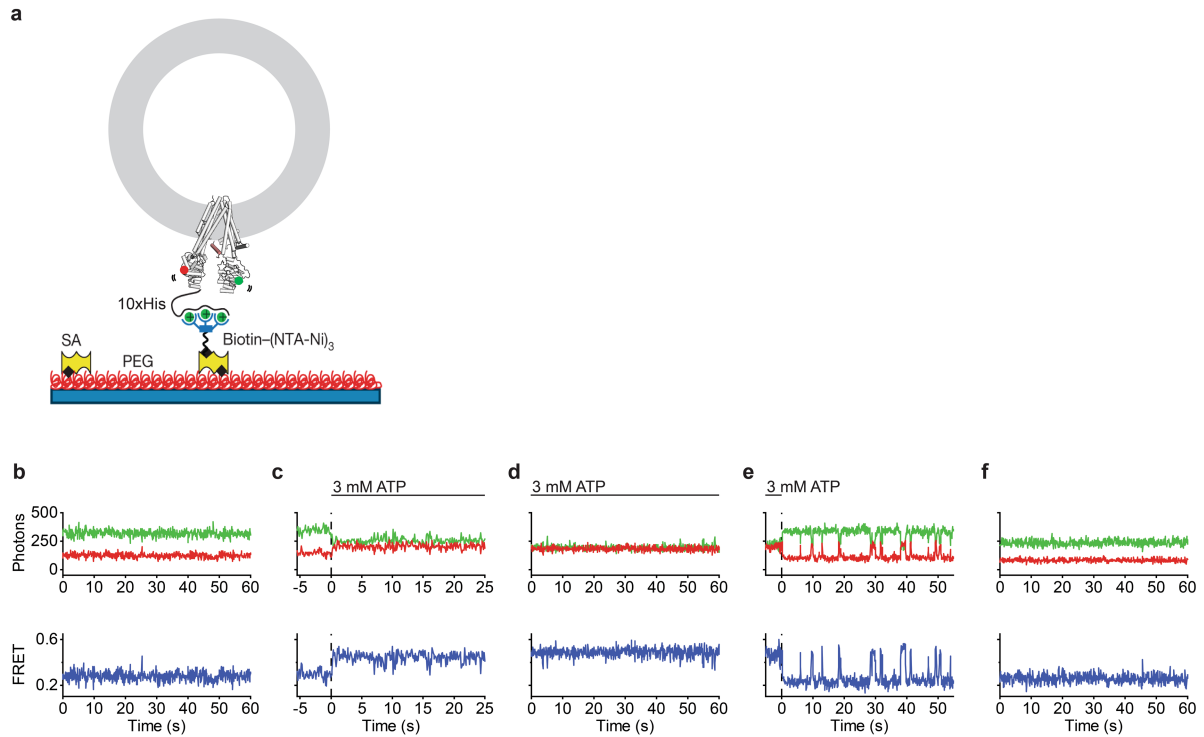 a
10xHis
SA
PEG
Biotin–(NTA-Ni)3
+ + +
b c d e f
3 mM ATP 3 mM ATP 3 mM ATP
Photons
500
250
0
0 10 20 30 40 50 60
-5 0 5 10 15 20 25
0 10 20 30 40 50 60
0 10 20 30 40 50
0 10 20 30 40 50 60
FRET
0.6
0.2
0 10 20 30 40 50 60
-5 0 5 10 15 20 25
0 10 20 30 40 50 60
0 10 20 30 40 50
0 10 20 30 40 50 60
Time (s) Time (s) Time (s) Time (s) Time (s)